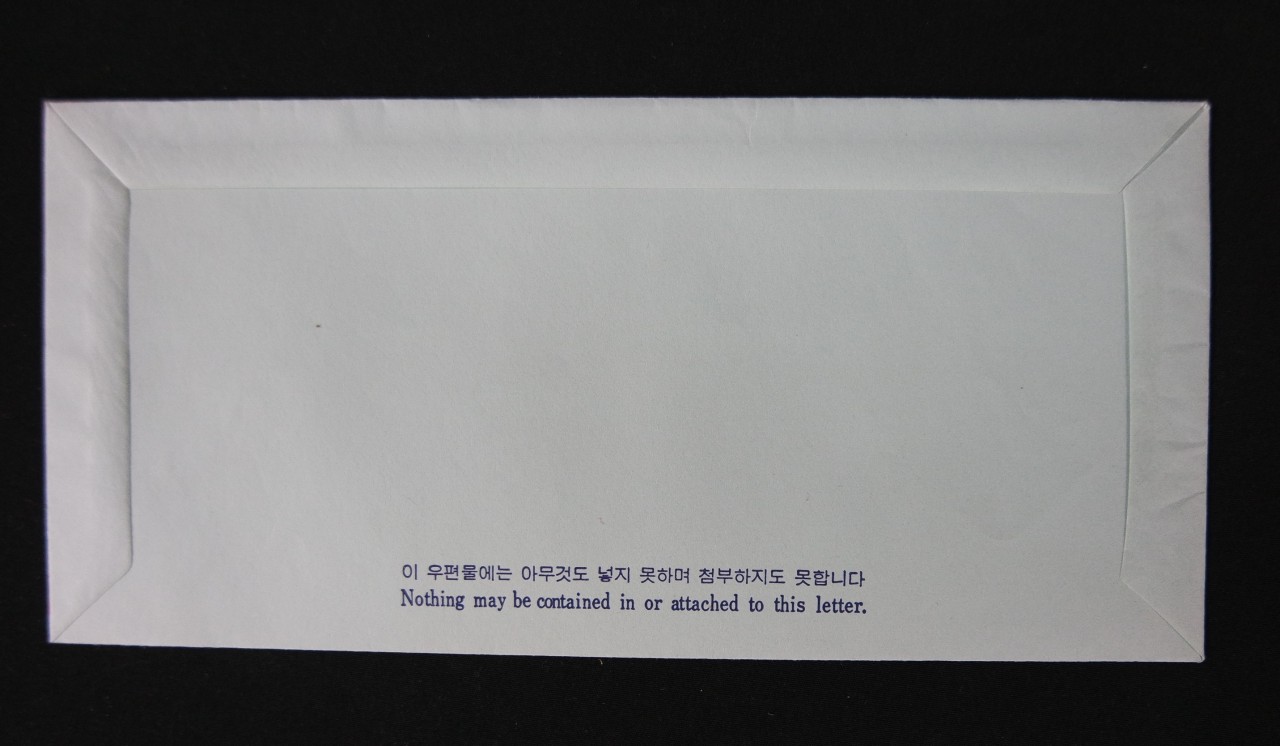 이 우편물에는 아무것도 넣지 못하며 첨부하지도 못합니다
Nothing may be contained in or attached to this letter.